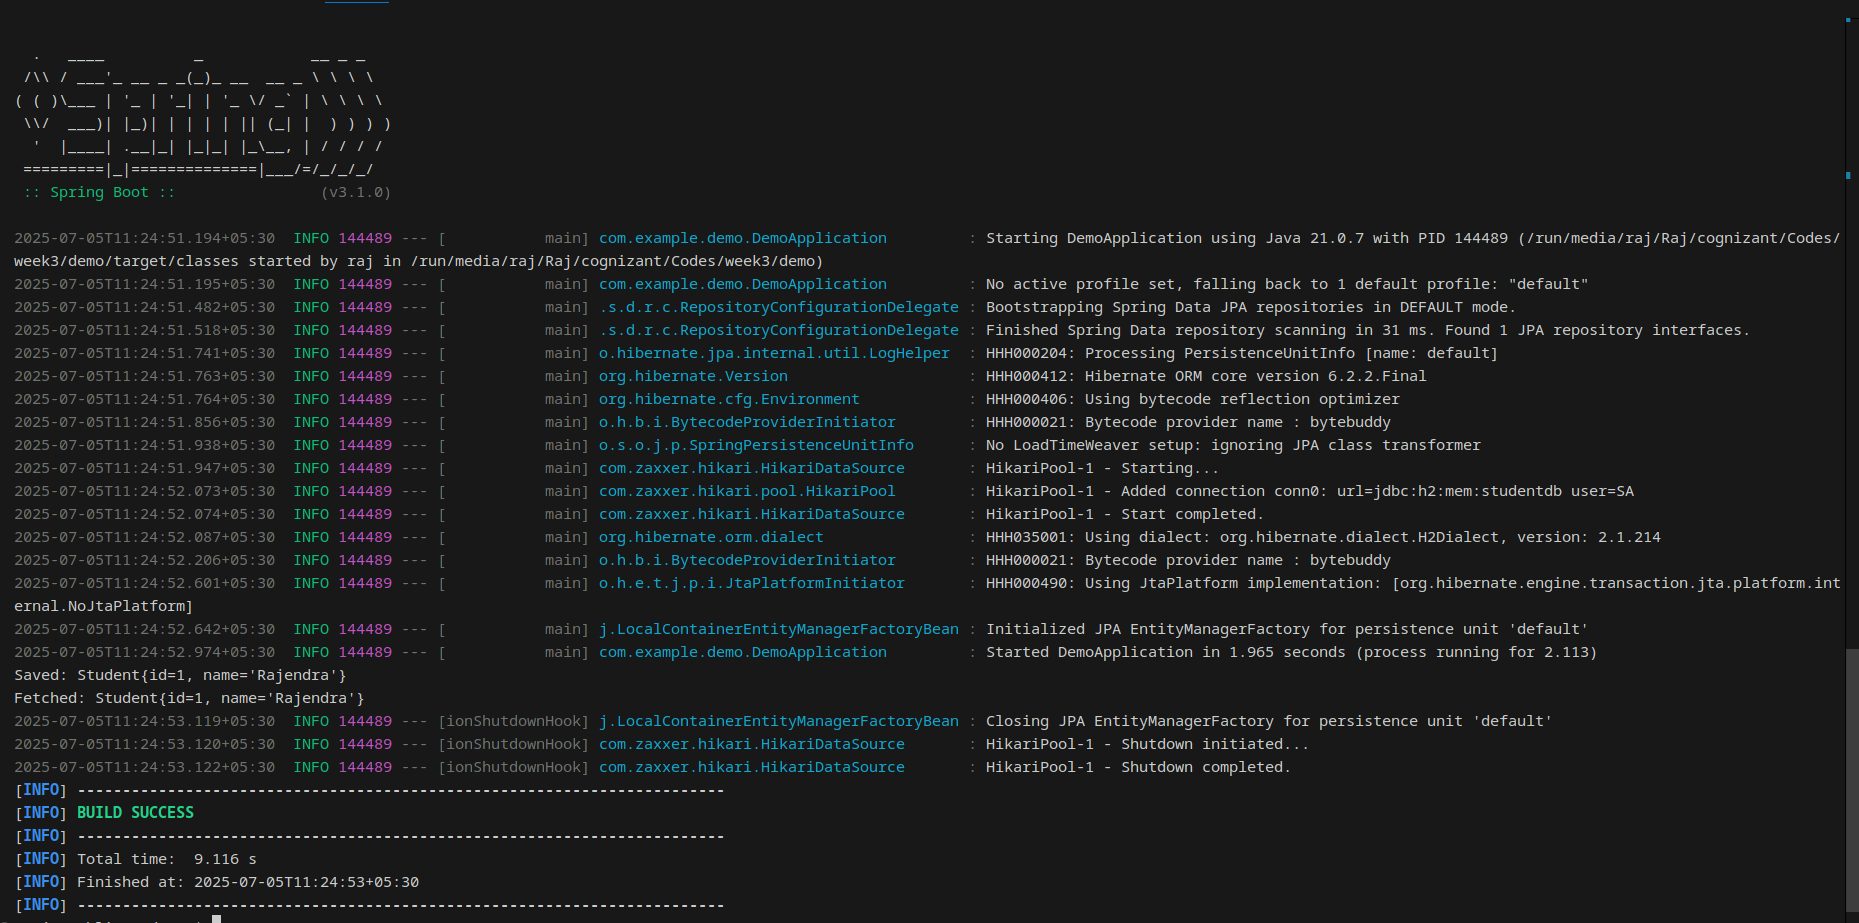 .   ____          _            __ _ _
 /\\ / ___'_ __ _ _(_)_ __  __ _ \ \ \ \
( ( )\___ | '_ | '_| | '_ \/ _` | \ \ \ \
 \\/  ___)| |_)| | | | | || (_| |  ) ) ) )
  '  |____| .__|_| |_|_| |_\__, | / / / /
 =========|_|==============|___/=/_/_/_/
 :: Spring Boot ::                (v3.1.0)
2025-07-05T11:24:51.194+05:30  INFO 144489 --- [           main] com.example.demo.DemoApplication         : Starting DemoApplication using Java 21.0.7 with PID 144489 (/run/media/raj/Raj/cognizant/Codes/
week3/demo/target/classes started by raj in /run/media/raj/Raj/cognizant/Codes/week3/demo)
2025-07-05T11:24:51.195+05:30  INFO 144489 --- [           main] com.example.demo.DemoApplication         : No active profile set, falling back to 1 default profile: "default"
2025-07-05T11:24:51.482+05:30  INFO 144489 --- [           main] .s.d.r.c.RepositoryConfigurationDelegate : Bootstrapping Spring Data JPA repositories in DEFAULT mode.
2025-07-05T11:24:51.518+05:30  INFO 144489 --- [           main] .s.d.r.c.RepositoryConfigurationDelegate : Finished Spring Data repository scanning in 31 ms. Found 1 JPA repository interfaces.
2025-07-05T11:24:51.741+05:30  INFO 144489 --- [           main] o.hibernate.jpa.internal.util.LogHelper  : HHH000204: Processing PersistenceUnitInfo [name: default]
2025-07-05T11:24:51.763+05:30  INFO 144489 --- [           main] org.hibernate.Version                    : HHH000412: Hibernate ORM core version 6.2.2.Final
2025-07-05T11:24:51.764+05:30  INFO 144489 --- [           main] org.hibernate.cfg.Environment            : HHH000406: Using bytecode reflection optimizer
2025-07-05T11:24:51.856+05:30  INFO 144489 --- [           main] o.h.b.i.BytecodeProviderInitiator        : HHH000021: Bytecode provider name : bytebuddy
2025-07-05T11:24:51.938+05:30  INFO 144489 --- [           main] o.s.o.j.p.SpringPersistenceUnitInfo      : No LoadTimeWeaver setup: ignoring JPA class transformer
2025-07-05T11:24:51.947+05:30  INFO 144489 --- [           main] com.zaxxer.hikari.HikariDataSource       : HikariPool-1 - Starting...
2025-07-05T11:24:52.073+05:30  INFO 144489 --- [           main] com.zaxxer.hikari.pool.HikariPool        : HikariPool-1 - Added connection conn0: url=jdbc:h2:mem:studentdb user=SA
2025-07-05T11:24:52.074+05:30  INFO 144489 --- [           main] com.zaxxer.hikari.HikariDataSource       : HikariPool-1 - Start completed.
2025-07-05T11:24:52.087+05:30  INFO 144489 --- [           main] org.hibernate.orm.dialect                : HHH035001: Using dialect: org.hibernate.dialect.H2Dialect, version: 2.1.214
2025-07-05T11:24:52.206+05:30  INFO 144489 --- [           main] o.h.b.i.BytecodeProviderInitiator        : HHH000021: Bytecode provider name : bytebuddy
2025-07-05T11:24:52.601+05:30  INFO 144489 --- [           main] o.h.e.t.j.p.i.JtaPlatformInitiator       : HHH000490: Using JtaPlatform implementation: [org.hibernate.engine.transaction.jta.platform.int
ernal.NoJtaPlatform]
2025-07-05T11:24:52.642+05:30  INFO 144489 --- [           main] j.LocalContainerEntityManagerFactoryBean : Initialized JPA EntityManagerFactory for persistence unit 'default'
2025-07-05T11:24:52.974+05:30  INFO 144489 --- [           main] com.example.demo.DemoApplication         : Started DemoApplication in 1.965 seconds (process running for 2.113)
Saved: Student{id=1, name='Rajendra'}
Fetched: Student{id=1, name='Rajendra'}
2025-07-05T11:24:53.119+05:30  INFO 144489 --- [ionShutdownHook] j.LocalContainerEntityManagerFactoryBean : Closing JPA EntityManagerFactory for persistence unit 'default'
2025-07-05T11:24:53.120+05:30  INFO 144489 --- [ionShutdownHook] com.zaxxer.hikari.HikariDataSource       : HikariPool-1 - Shutdown initiated...
2025-07-05T11:24:53.122+05:30  INFO 144489 --- [ionShutdownHook] com.zaxxer.hikari.HikariDataSource       : HikariPool-1 - Shutdown completed.
[INFO] ------------------------------------------------------------------------
[INFO] BUILD SUCCESS
[INFO] ------------------------------------------------------------------------
[INFO] Total time:  9.116 s
[INFO] Finished at: 2025-07-05T11:24:53+05:30
[INFO] ------------------------------------------------------------------------